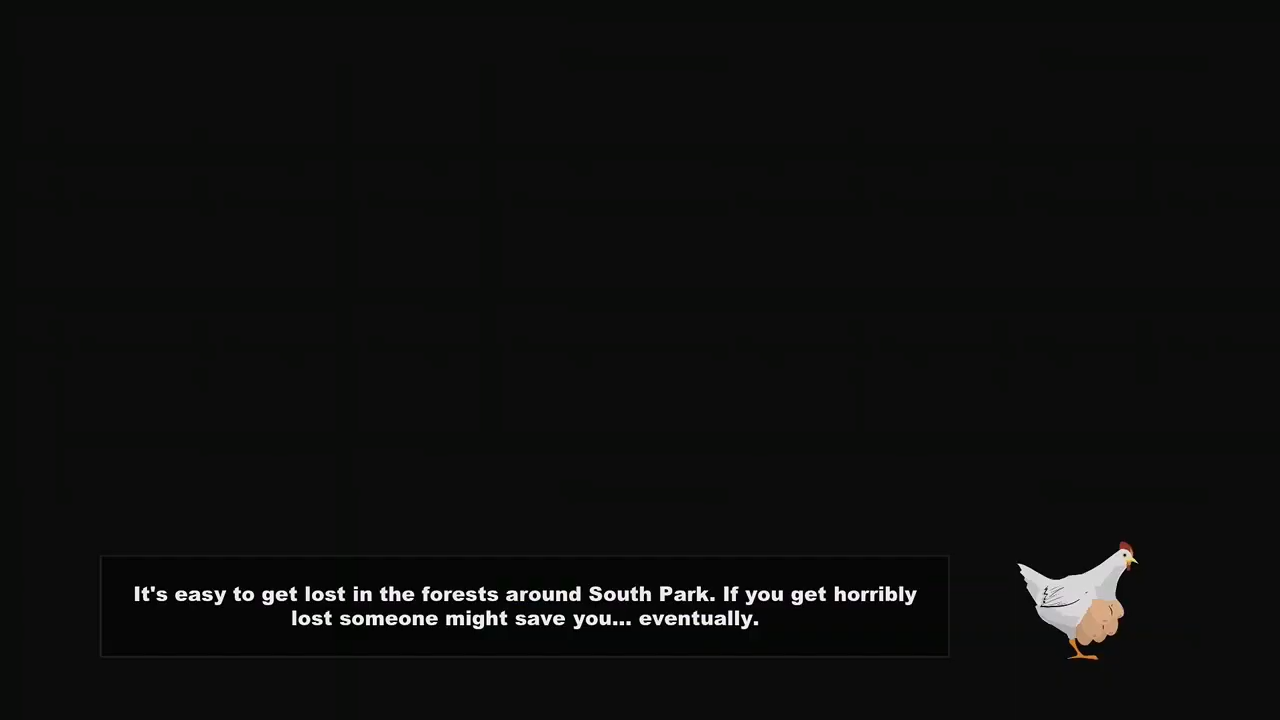 It's easy to get lost in the forests around South Park. If you get horribly
lost someone might save you... eventually.